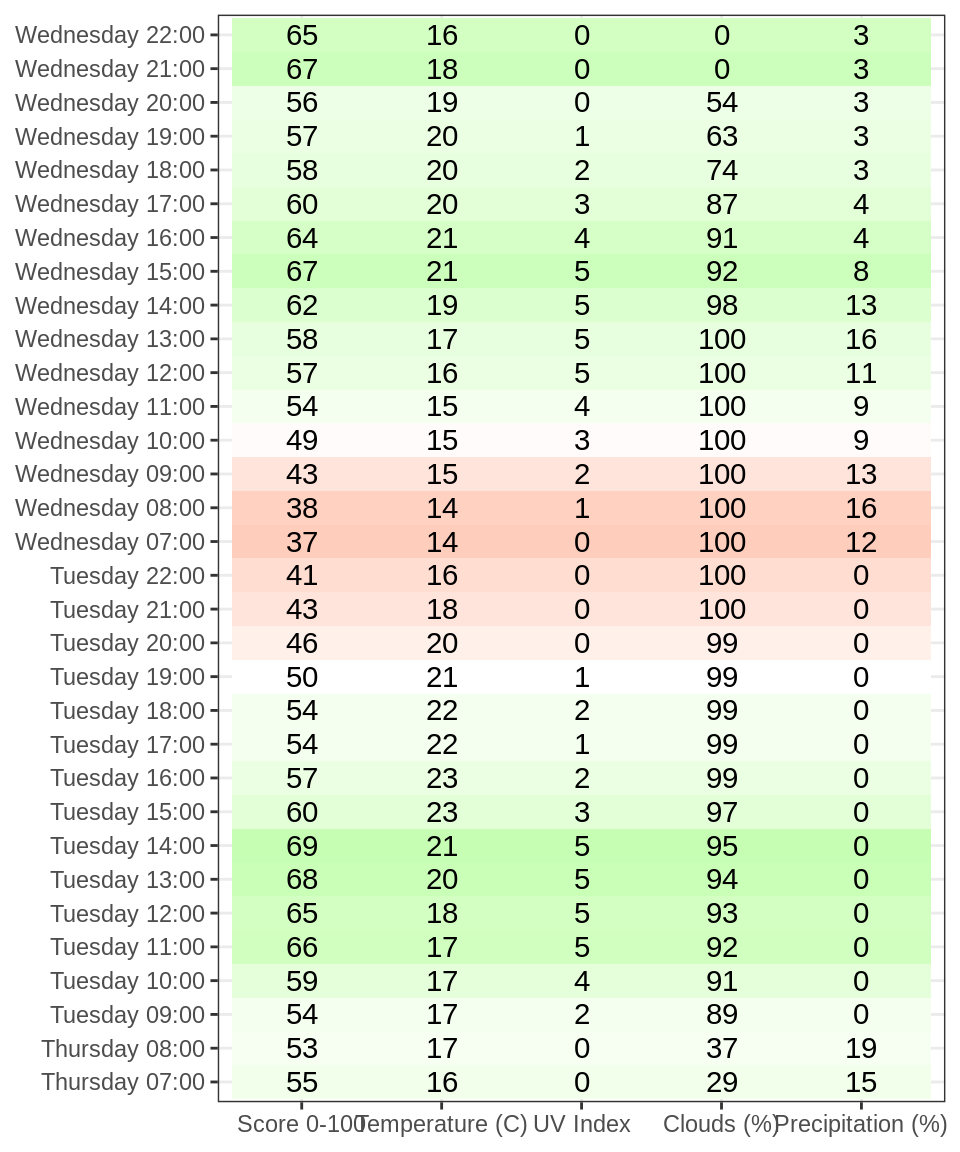 Wednesday 22:00 65 16 0 0 3
Wednesday 21:00 67 18 0 0 3
Wednesday 20:00 56 19 0 54 3
Wednesday 19:00 57 20 1 63 3
Wednesday 18:00 58 20 2 74 3
Wednesday 17:00 60 20 3 87 4
Wednesday 16:00 64 21 4 91 4
Wednesday 15:00 67 21 5 92 8
Wednesday 14:00 62 19 5 98 13
Wednesday 13:00 58 17 5 100 16
Wednesday 12:00 57 16 5 100 11
Wednesday 11:00 54 15 4 100 9
Wednesday 10:00 49 15 3 100 9
Wednesday 09:00 43 15 2 100 13
Wednesday 08:00 38 14 1 100 16
Wednesday 07:00 37 14 0 100 12
Tuesday 22:00 41 16 0 100 0
Tuesday 21:00 43 18 0 100 0
Tuesday 20:00 46 20 0 99 0
Tuesday 19:00 50 21 1 99 0
Tuesday 18:00 54 22 2 99 0
Tuesday 17:00 54 22 1 99 0
Tuesday 16:00 57 23 2 99 0
Tuesday 15:00 60 23 3 97 0
Tuesday 14:00 69 21 5 95 0
Tuesday 13:00 68 20 5 94 0
Tuesday 12:00 65 18 5 93 0
Tuesday 11:00 66 17 5 92 0
Tuesday 10:00 59 17 4 91 0
Tuesday 09:00 54 17 2 89 0
Thursday 08:00 53 17 0 37 19
Thursday 07:00 55 16 0 29 15
Score 0-100 Temperature (C) UV Index Clouds (%) Precipitation (%)